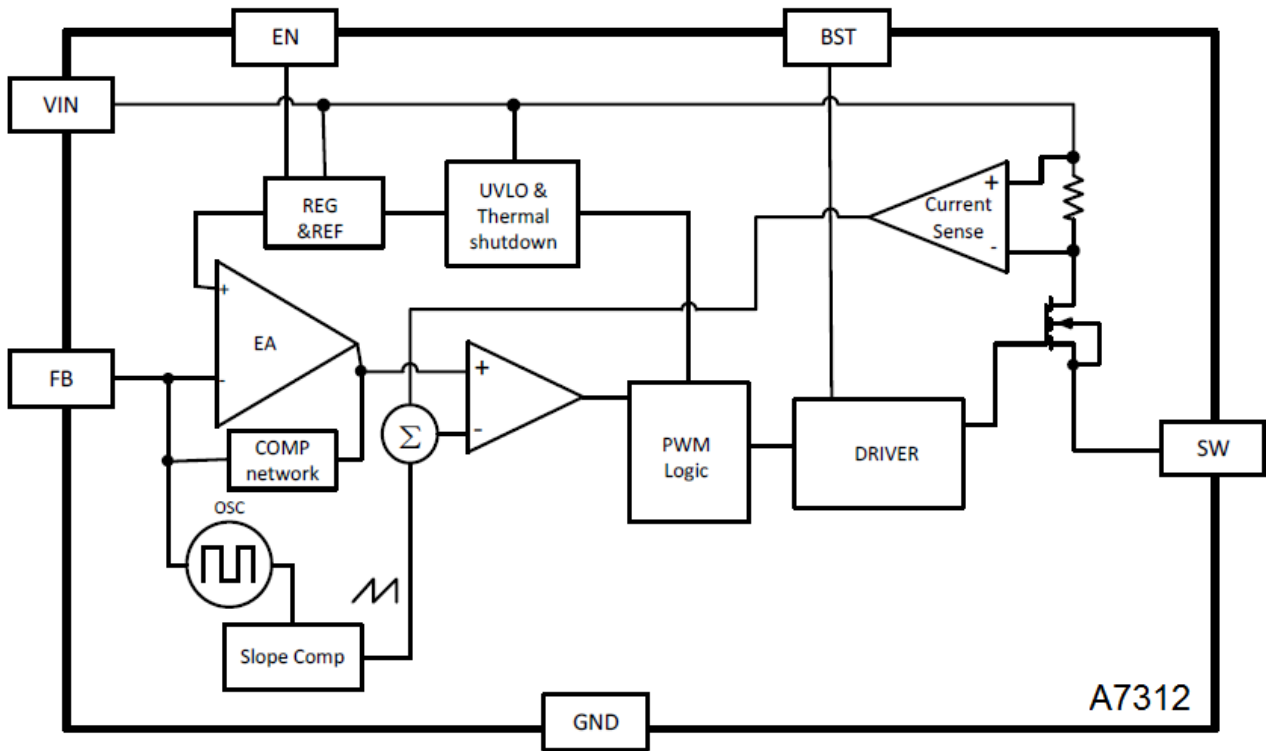 EN
BST
VIN
REG
&REF
UVLO &
Thermal
shutdown
+
Current
Sense
-
+
EA
-
FB
+
-
Σ
COMP
network
PWM
Logic
DRIVER
SW
OSC
Slope Comp
A7312
GND